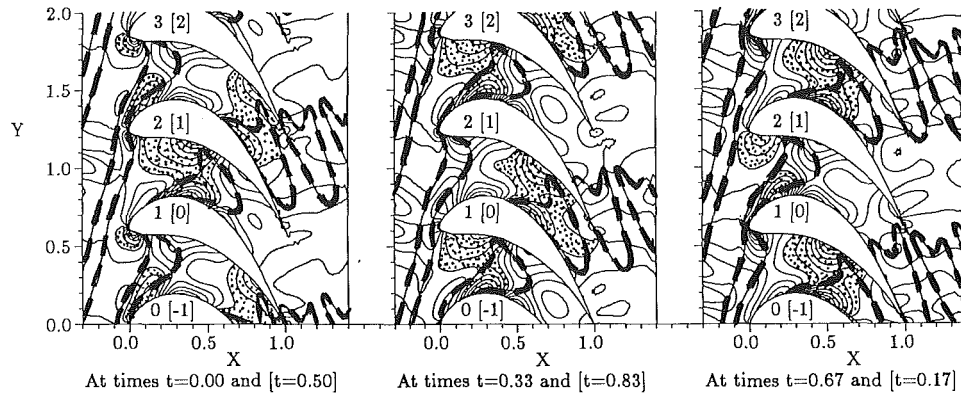 2.0
1.5
Y
1.0
0.5
0.0
3 [2]
2 [1]
1 [0]
0 [-1]
0.0 0.5 1.0
X
At times t=0.00 and [t=0.50]
3 [2]
2 [1]
1 [0]
0 [-1]
0.0 0.5 1.0
X
At times t=0.33 and [t=0.83]
3 [2]
2 [1]
1 [0]
0 [-1]
0.0 0.5 1.0
X
At times t=0.67 and [t=0.17]